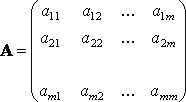 a11 a12 ... a1m
a21 a22 ... a2m
A =
am1 am2 ... amm